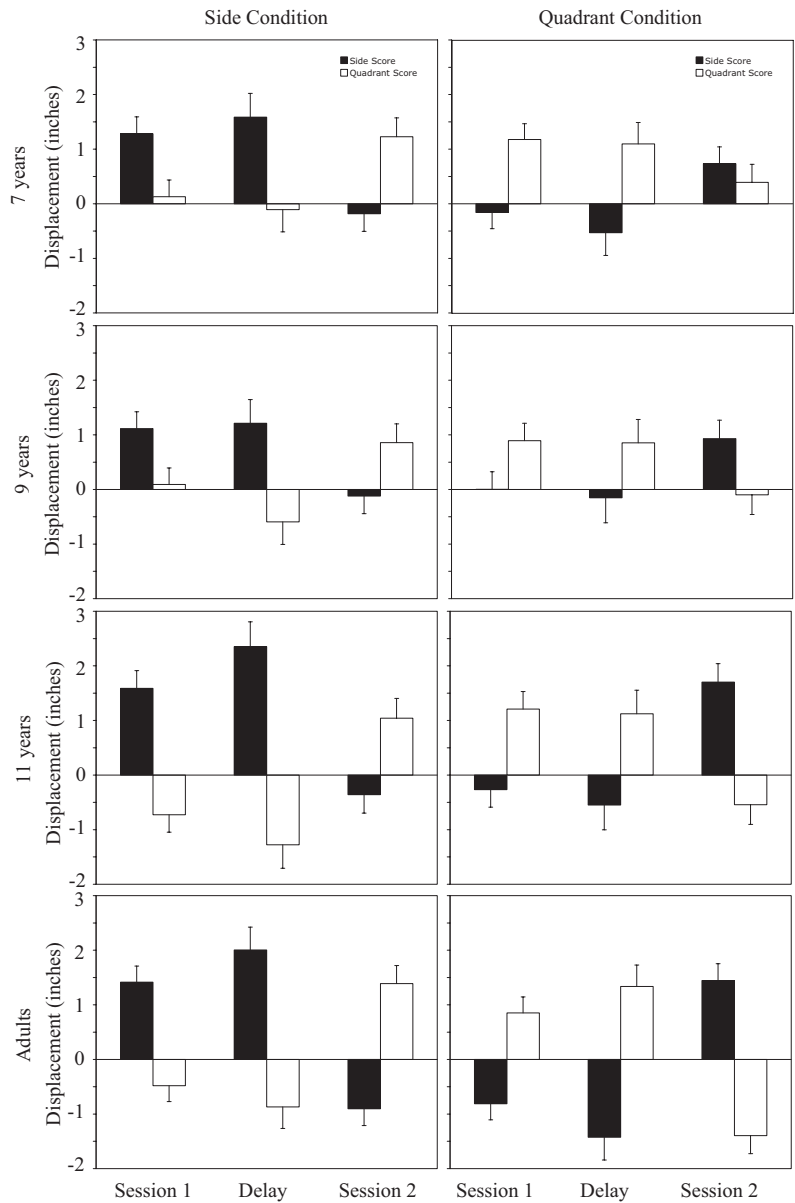 Side Condition
Quadrant Condition
7 years
Displacement (inches)
3
2
1
0
-1
-2
Side Score
Quadrant Score
Side Score
Quadrant Score
9 years
Displacement (inches)
3
2
1
0
-1
-2
11 years
Displacement (inches)
3
2
1
0
-1
-2
Adults
Displacement (inches)
3
2
1
0
-1
-2
Session 1 Delay Session 2
Session 1 Delay Session 2